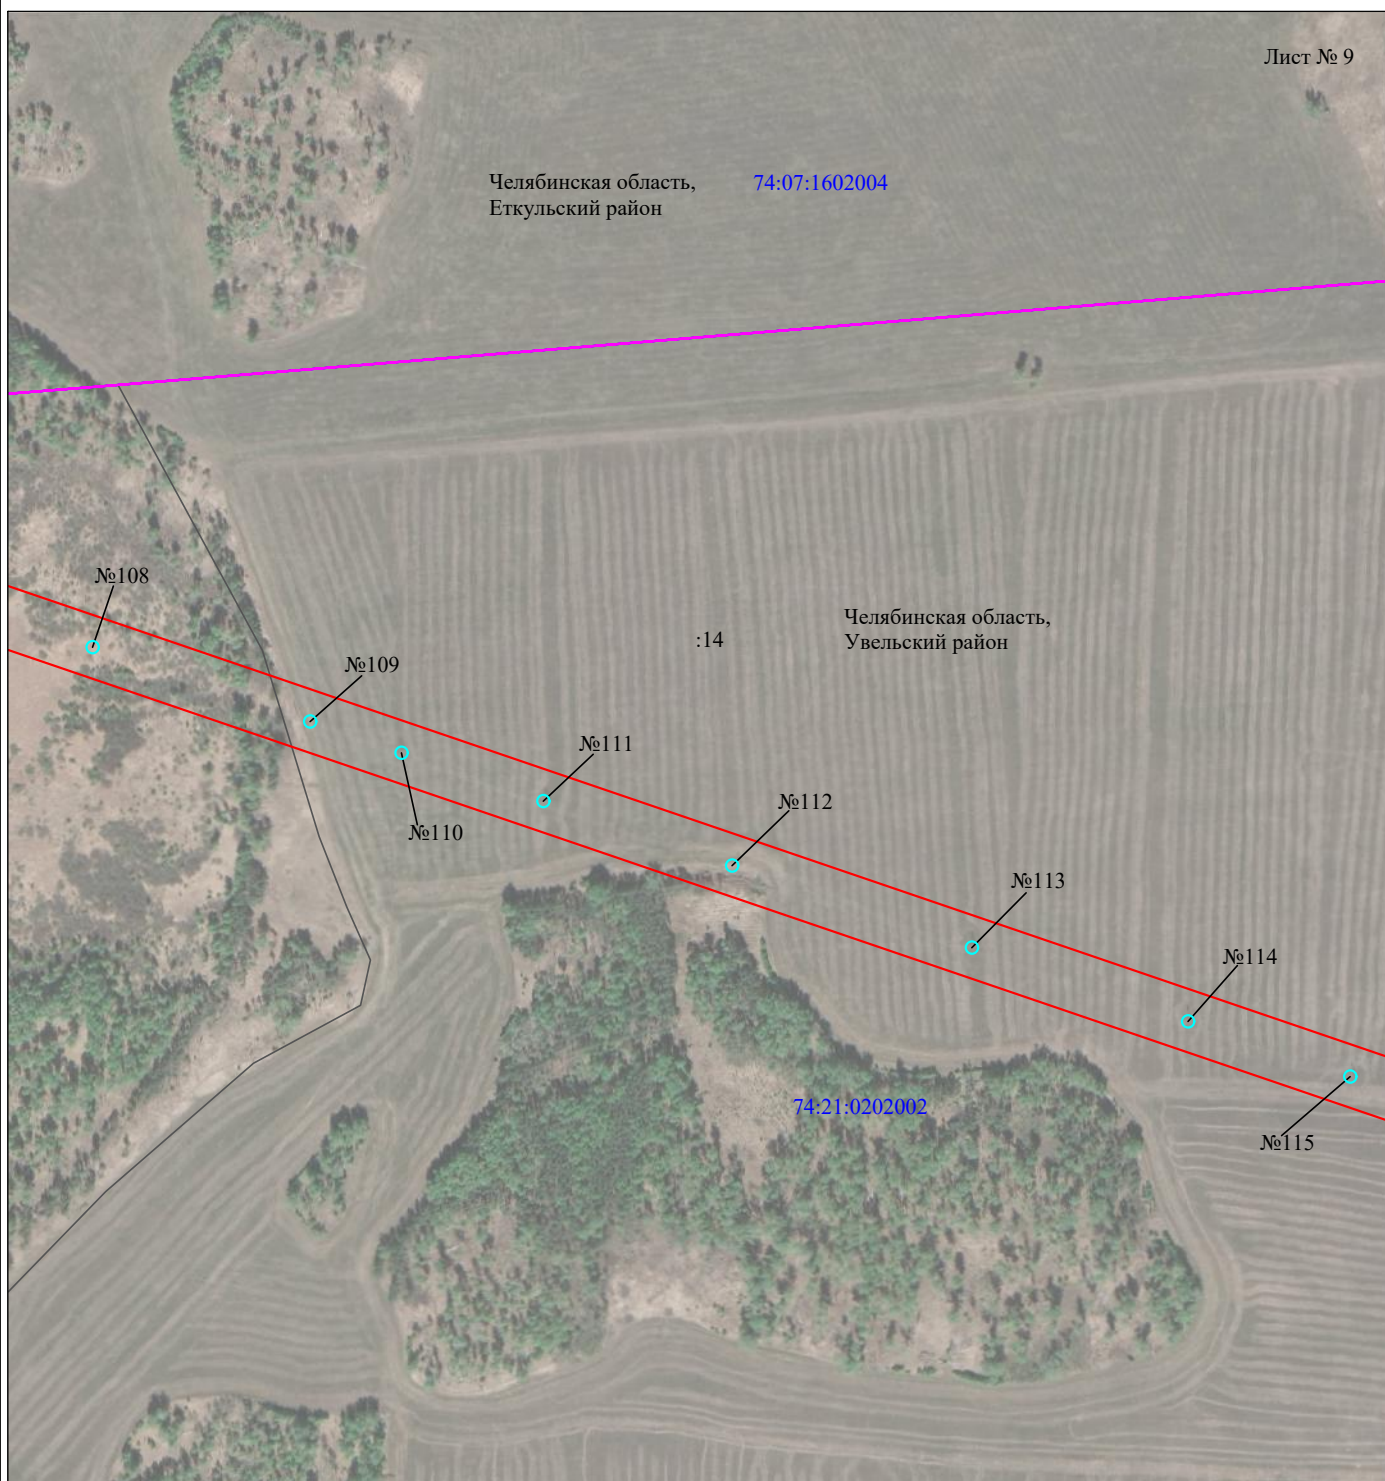 Лист № 9
Челябинская область,
Еткульский район
74:07:1602004
№108
Челябинская область,
Увельский район
:14
№109
№111
№112
№110
№113
№114
74:21:0202002
№115